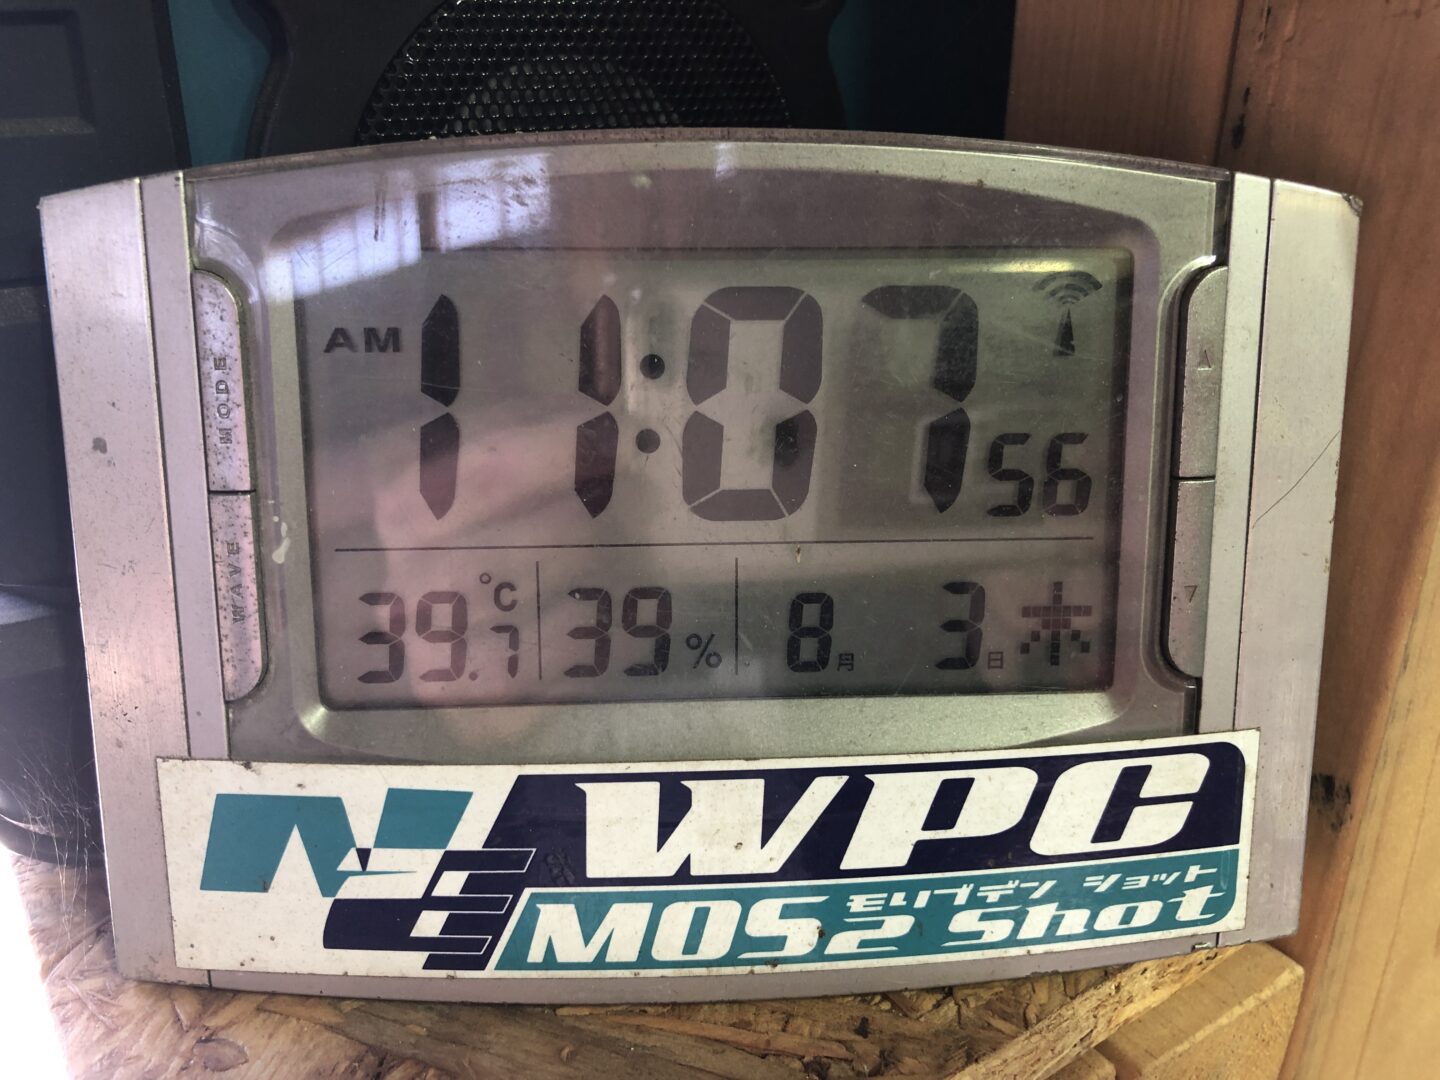 AM 11:07 56
39.7 °C 39 % 8月 3日 木
MODE
WAVE
NE WPC
モリブデン ショット
MOS2 Shot